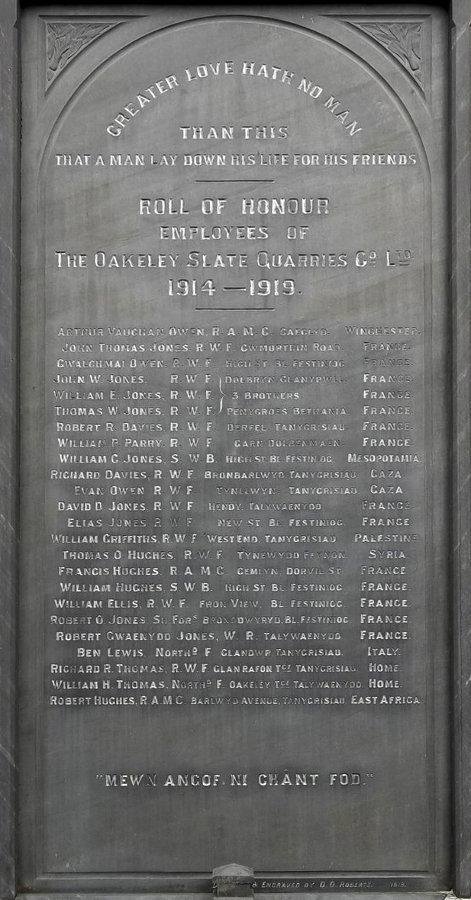 GREATER LOVE HATH NO MAN
THAN THIS
THAT A MAN LAY DOWN HIS LIFE FOR HIS FRIENDS
ROLL OF HONOUR
EMPLOYEES OF
THE OAKELEY SLATE QUARRIES Cº LTD
1914 — 1919.
ARTHUR VAUGHAN OWEN, R. A. M. C. CAEGLYD. WINCHESTER.
JOHN THOMAS JONES. R. W. F. CWMORTHIN ROAD. FRANCE.
GWALCHMAI OWEN. R. W. F. HIGH ST BL. FESTINIOG. FRANCE.
JOHN W. JONES. R. W. F. DOLBRYN GLANYPWLL. FRANCE.
WILLIAM E. JONES, R. W. F. 3 BROTHERS FRANCE.
THOMAS W. JONES, R. W. F. PENYGROES BETHANIA FRANCE.
ROBERT R. DAVIES R. W. F. DERFEL TANYGRISIAU. FRANCE.
WILLIAM P. PARRY. R. W. F. GARN DOLBENMAEN. FRANCE.
WILLIAM C. JONES, S. W. B. HIGH ST. BL. FESTINIOG. MESOPOTAMIA.
RICHARD DAVIES, R. W. F. BRONBARLWYD. TANYGRISIAU. GAZA.
EVAN OWEN R. W. F. TYNLLWYN. TANYGRISIAU. GAZA.
DAVID D. JONES. R. W. F. HENDY. TALYWAENYDD. FRANCE.
ELIAS JONES R. W. F. NEW ST. BL. FESTINIOG. FRANCE
WILLIAM GRIFFITHS, R. W. F. WEST END. TANYGRISIAU. PALESTINE
THOMAS O. HUGHES, R. W. F. TYNEWYDD SYRIA.
FRANCIS HUGHES, R. A. M. C. CEMLYN. DORVIL ST. FRANCE
WILLIAM HUGHES, S. W. B. HIGH ST BL. FESTINIOG. FRANCE.
WILLIAM ELLIS, R. W. F. FRON VIEW, BL. FESTINIOG. FRANCE.
ROBERT O. JONES. BL. FESTINIOG. FRANCE.
ROBERT GWAENYDD JONES, W. R. TALYWAENYDD. FRANCE.
BEN LEWIS, NORTHD F. GLANDWR TANYGRISIAU. ITALY.
RICHARD R. THOMAS, R. W. F. GLANRAFON TCE TANYGRISIAU. HOME.
WILLIAM H. THOMAS, NORTHD F. OAKELEY TCE TALYWAENYDD. HOME.
ROBERT HUGHES, R. A. M. C. BARLWYD AVENUE, TANYGRISIAU. EAST AFRICA.
"MEWN ANGOF NI CHÂNT FOD."
& ENGRAVED BY ROBERTS. 1919.